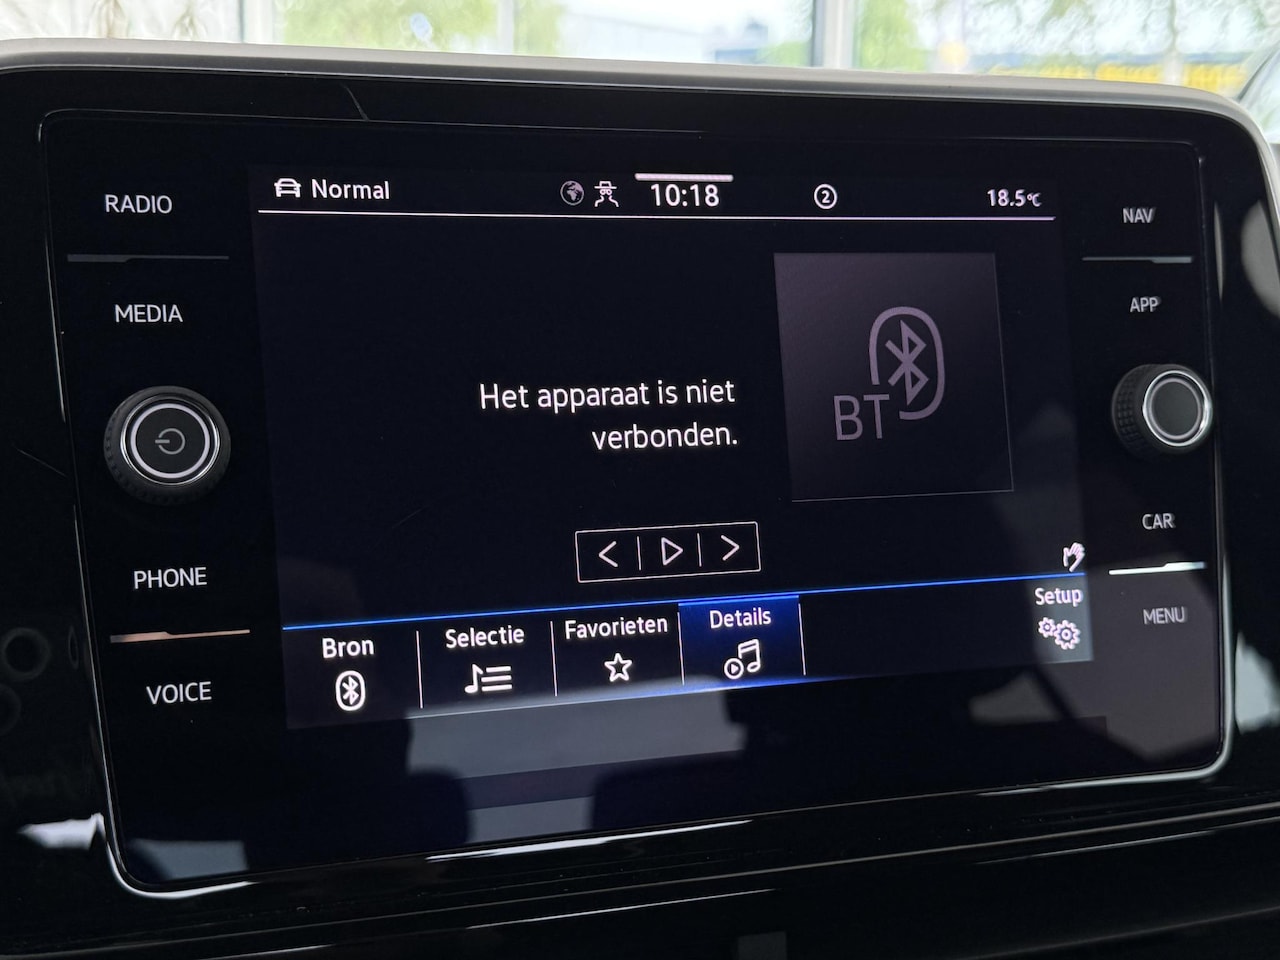 RADIO
MEDIA
PHONE
VOICE
Normal
10:18
2
18.5°C
Het apparaat is niet
verbonden.
BT
Bron
Selectie
Favorieten
Details
Setup
NAV
APP
CAR
MENU